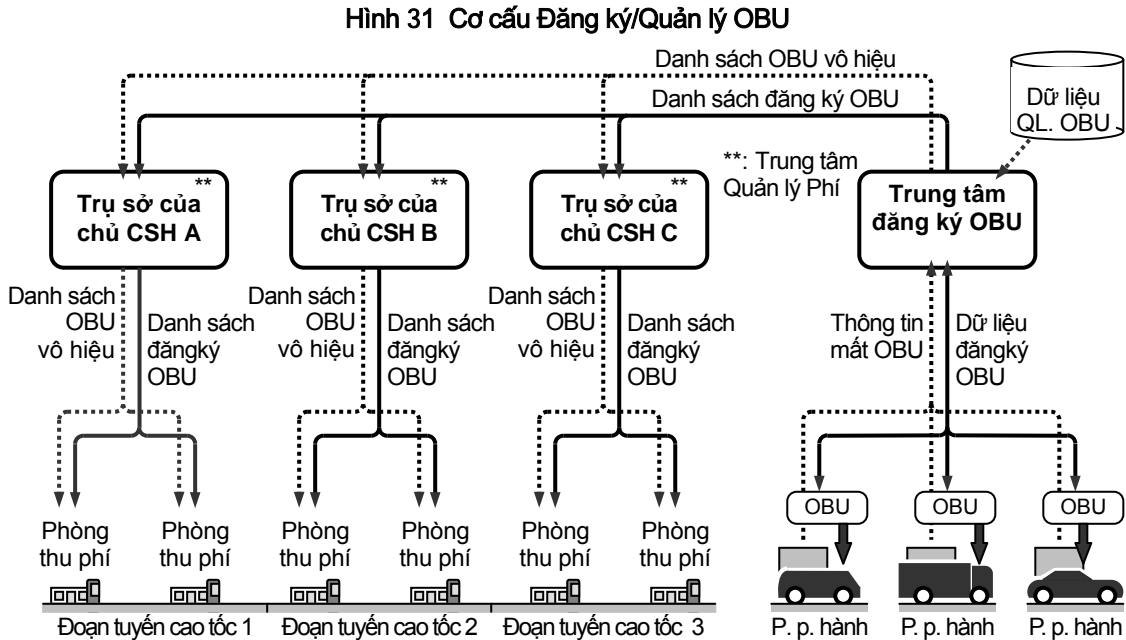 Hình 31 Cơ cấu Đăng ký/Quản lý OBU
Danh sách OBU vô hiệu
Danh sách đăng ký OBU
Dữ liệu
QL. OBU
**: Trung tâm
Quản lý Phí
**
Trụ sở của
chủ CSH A
**
Trụ sở của
chủ CSH B
**
Trụ sở của
chủ CSH C
Trung tâm
đăng ký OBU
Danh sách
OBU
vô hiệu
Danh sách
đăngký
OBU
Danh sách
OBU
vô hiệu
Danh sách
đăngký
OBU
Danh sách
OBU
vô hiệu
Danh sách
đăngký
OBU
Thông tin
mất OBU
Dữ liệu
đăngký
OBU
OBU
OBU
OBU
Phòng
thu phí
Phòng
thu phí
Phòng
thu phí
Phòng
thu phí
Phòng
thu phí
Phòng
thu phí
Đoạn tuyến cao tốc 1
Đoạn tuyến cao tốc 2
Đoạn tuyến cao tốc 3
P. p. hành
P. p. hành
P. p. hành